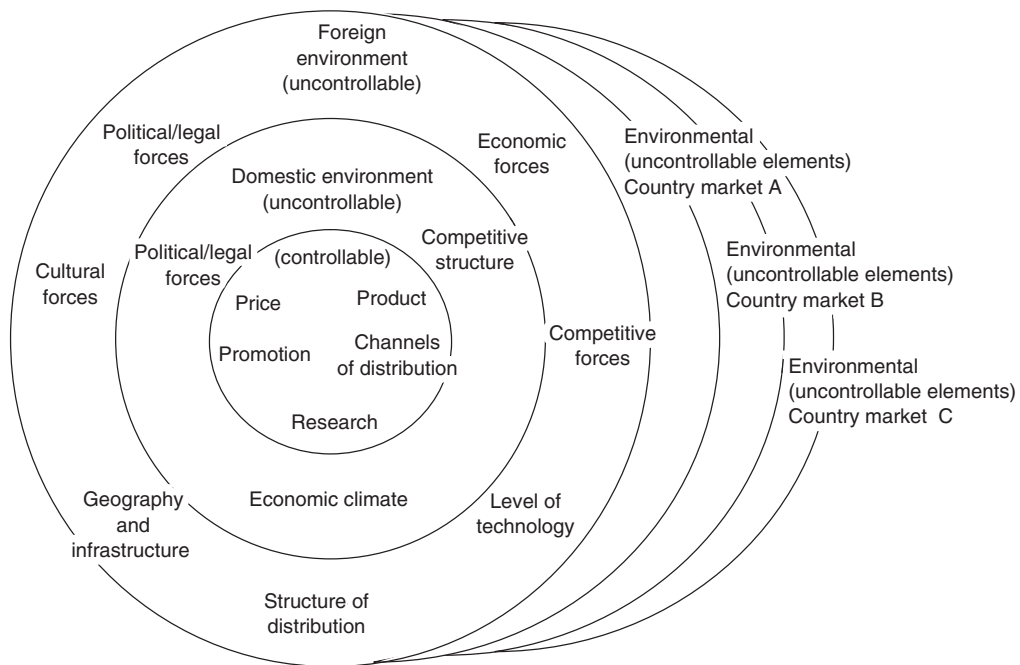 Foreign
environment
(uncontrollable)
Political/legal
forces
Economic
forces
Environmental
(uncontrollable elements)
Country market A
Domestic environment
(uncontrollable)
Political/legal
forces
(controllable)
Competitive
structure
Cultural
forces
Environmental
(uncontrollable elements)
Country market B
Price
Product
Promotion
Channels
of distribution
Competitive
forces
Environmental
(uncontrollable elements)
Country market C
Research
Geography
and
infrastructure
Economic climate
Level of
technology
Structure of
distribution